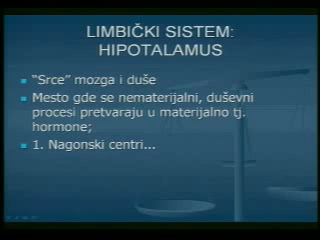 LIMBIČKI SISTEM:
HIPOTALAMUS
"Srce" mozga i duše
Mesto gde se nematerijalni, duševni
procesi pretvaraju u materijalno tj.
hormone;
1. Nagonski centri...